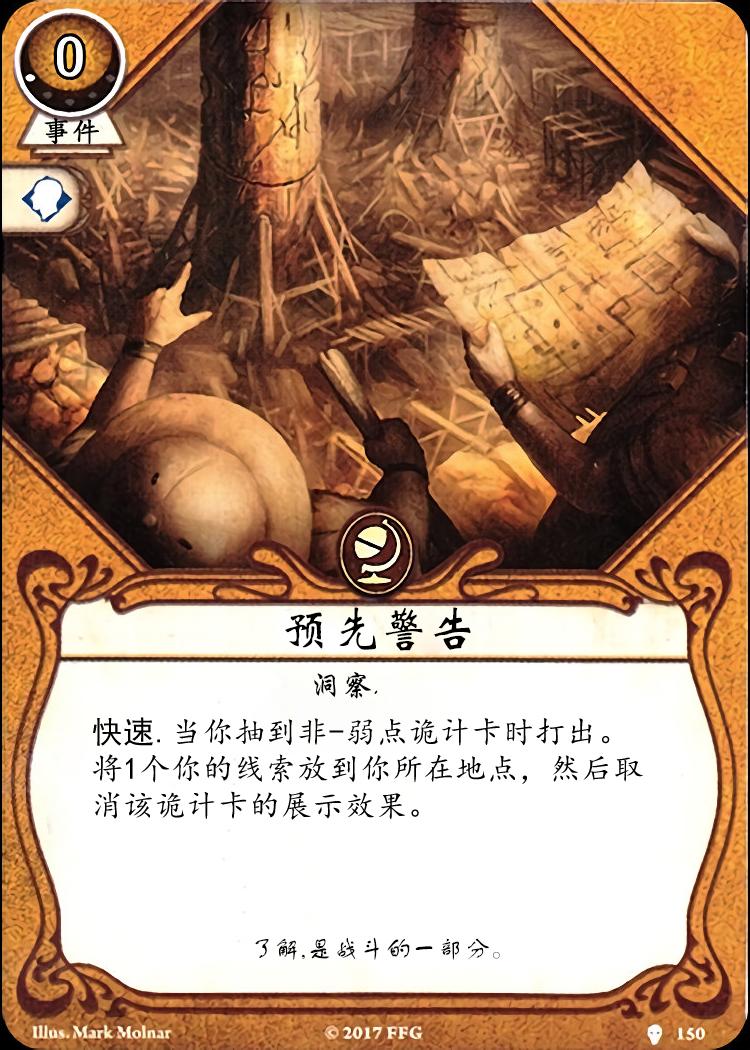 0
事件
预先警告
洞察.
快速. 当你抽到非-弱点诡计卡时打出。
将1个你的线索放到你所在地点，然后取
消该诡计卡的展示效果。
了解,是战斗的一部分。
Illus. Mark Molnar
© 2017 FFG
150